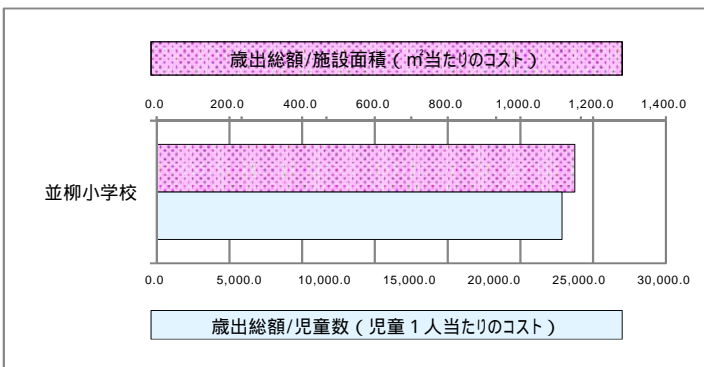 歳出総額/施設面積（㎡当たりのコスト）
0.0 200.0 400.0 600.0 800.0 1,000.0 1,200.0 1,400.0
並柳小学校
0.0 5,000.0 10,000.0 15,000.0 20,000.0 25,000.0 30,000.0
歳出総額/児童数（児童１人当たりのコスト）